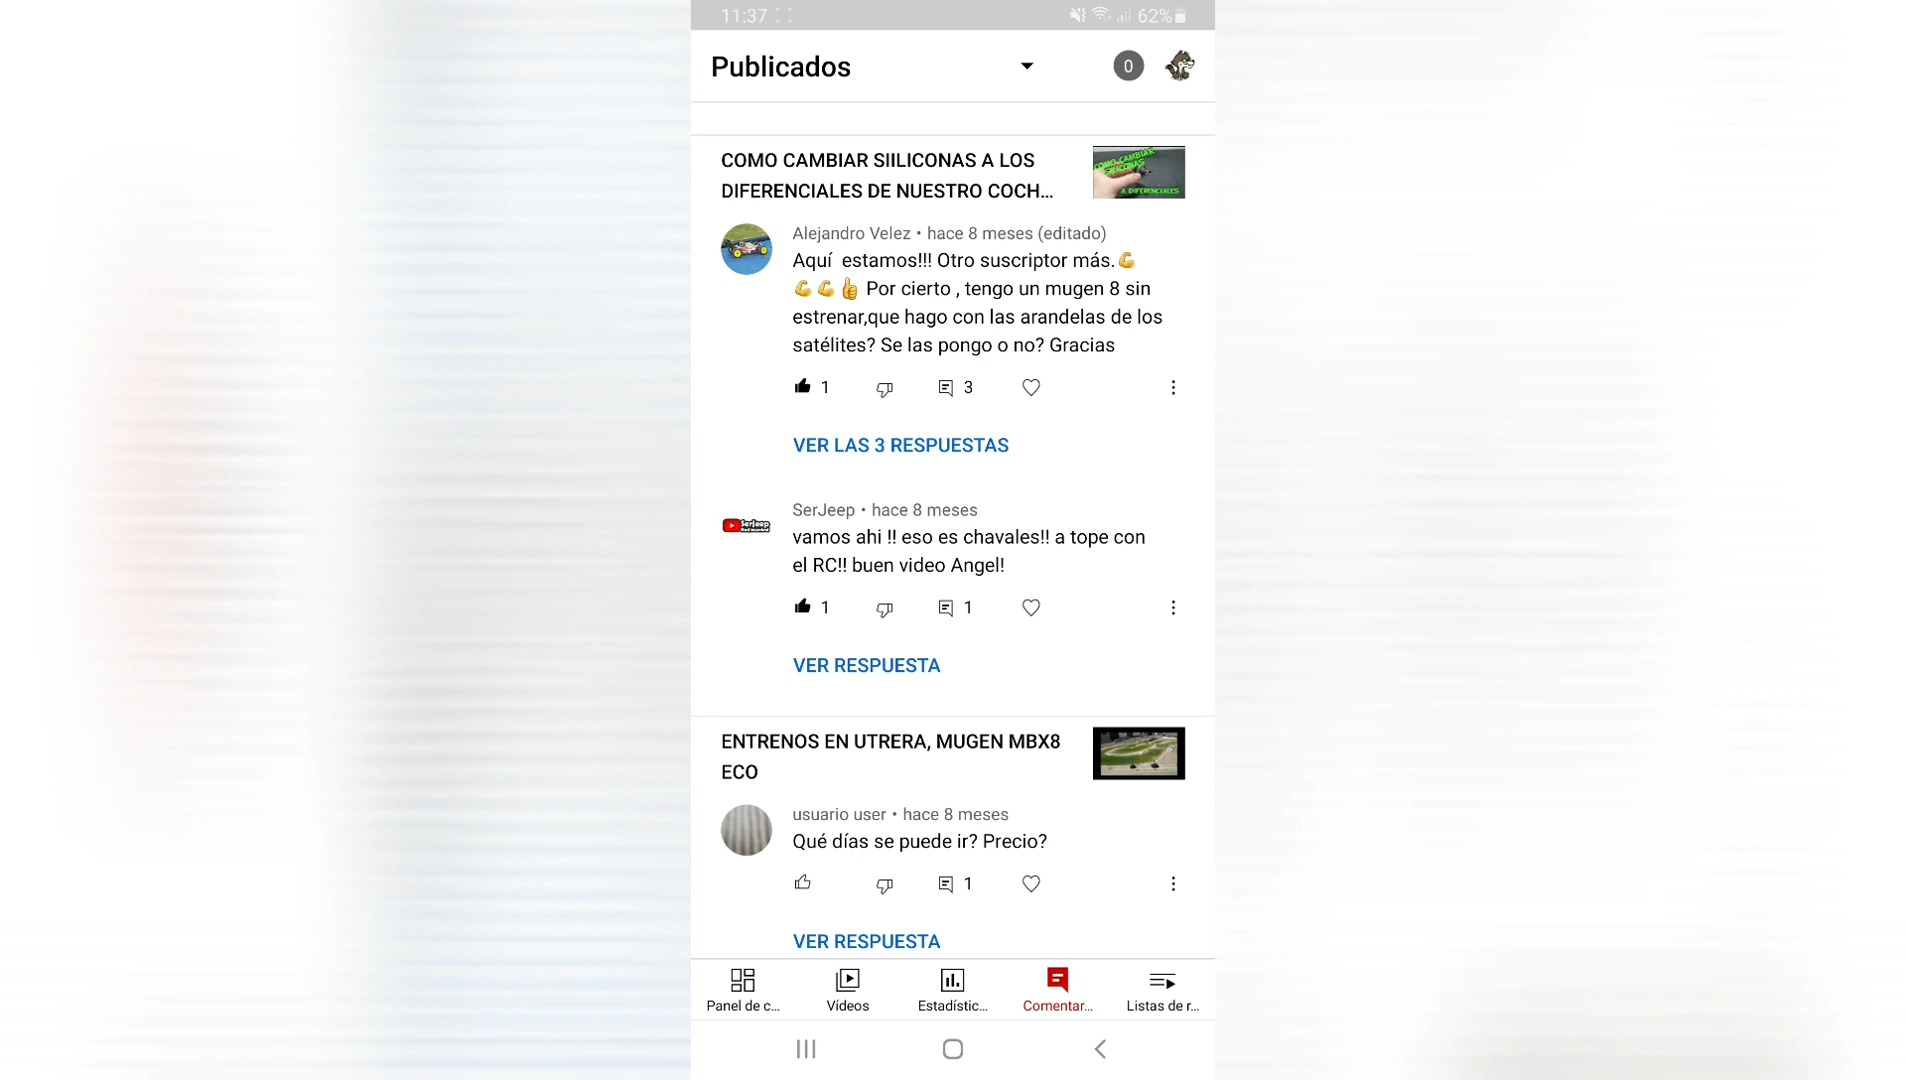 11:37 62%
Publicados 0
COMO CAMBIAR SIILICONAS A LOS
DIFERENCIALES DE NUESTRO COCH...
COMO CAMBIAR
SILICONAS
A DIFERENCIALES
Alejandro Velez • hace 8 meses (editado)
Aquí estamos!!! Otro suscriptor más.💪
💪💪👍 Por cierto , tengo un mugen 8 sin
estrenar,que hago con las arandelas de los
satélites? Se las pongo o no? Gracias
1 3
VER LAS 3 RESPUESTAS
SerJeep
SerJeep • hace 8 meses
vamos ahi !! eso es chavales!! a tope con
el RC!! buen video Angel!
1 1
VER RESPUESTA
ENTRENOS EN UTRERA, MUGEN MBX8
ECO
usuario user • hace 8 meses
Qué días se puede ir? Precio?
1
VER RESPUESTA
Panel de c... Vídeos Estadístic... Comentar... Listas de r...